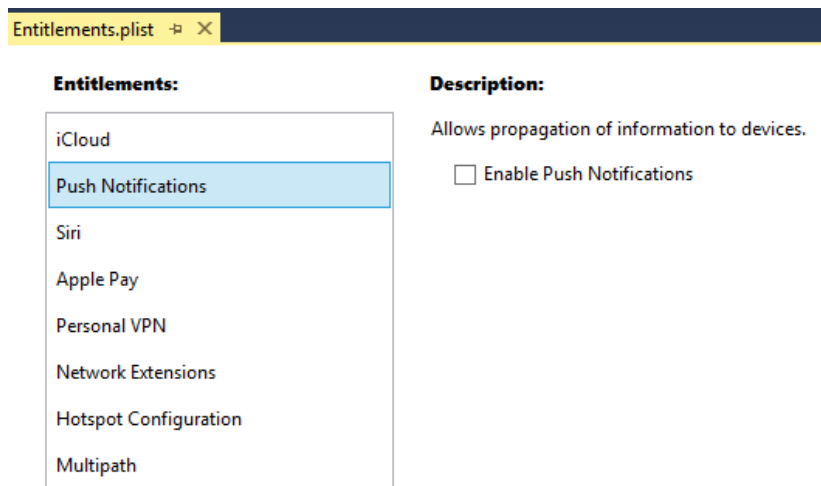 Entitlements.plist
Entitlements:
iCloud
Push Notifications
Siri
Apple Pay
Personal VPN
Network Extensions
Hotspot Configuration
Multipath
Description:
Allows propagation of information to devices.
Enable Push Notifications